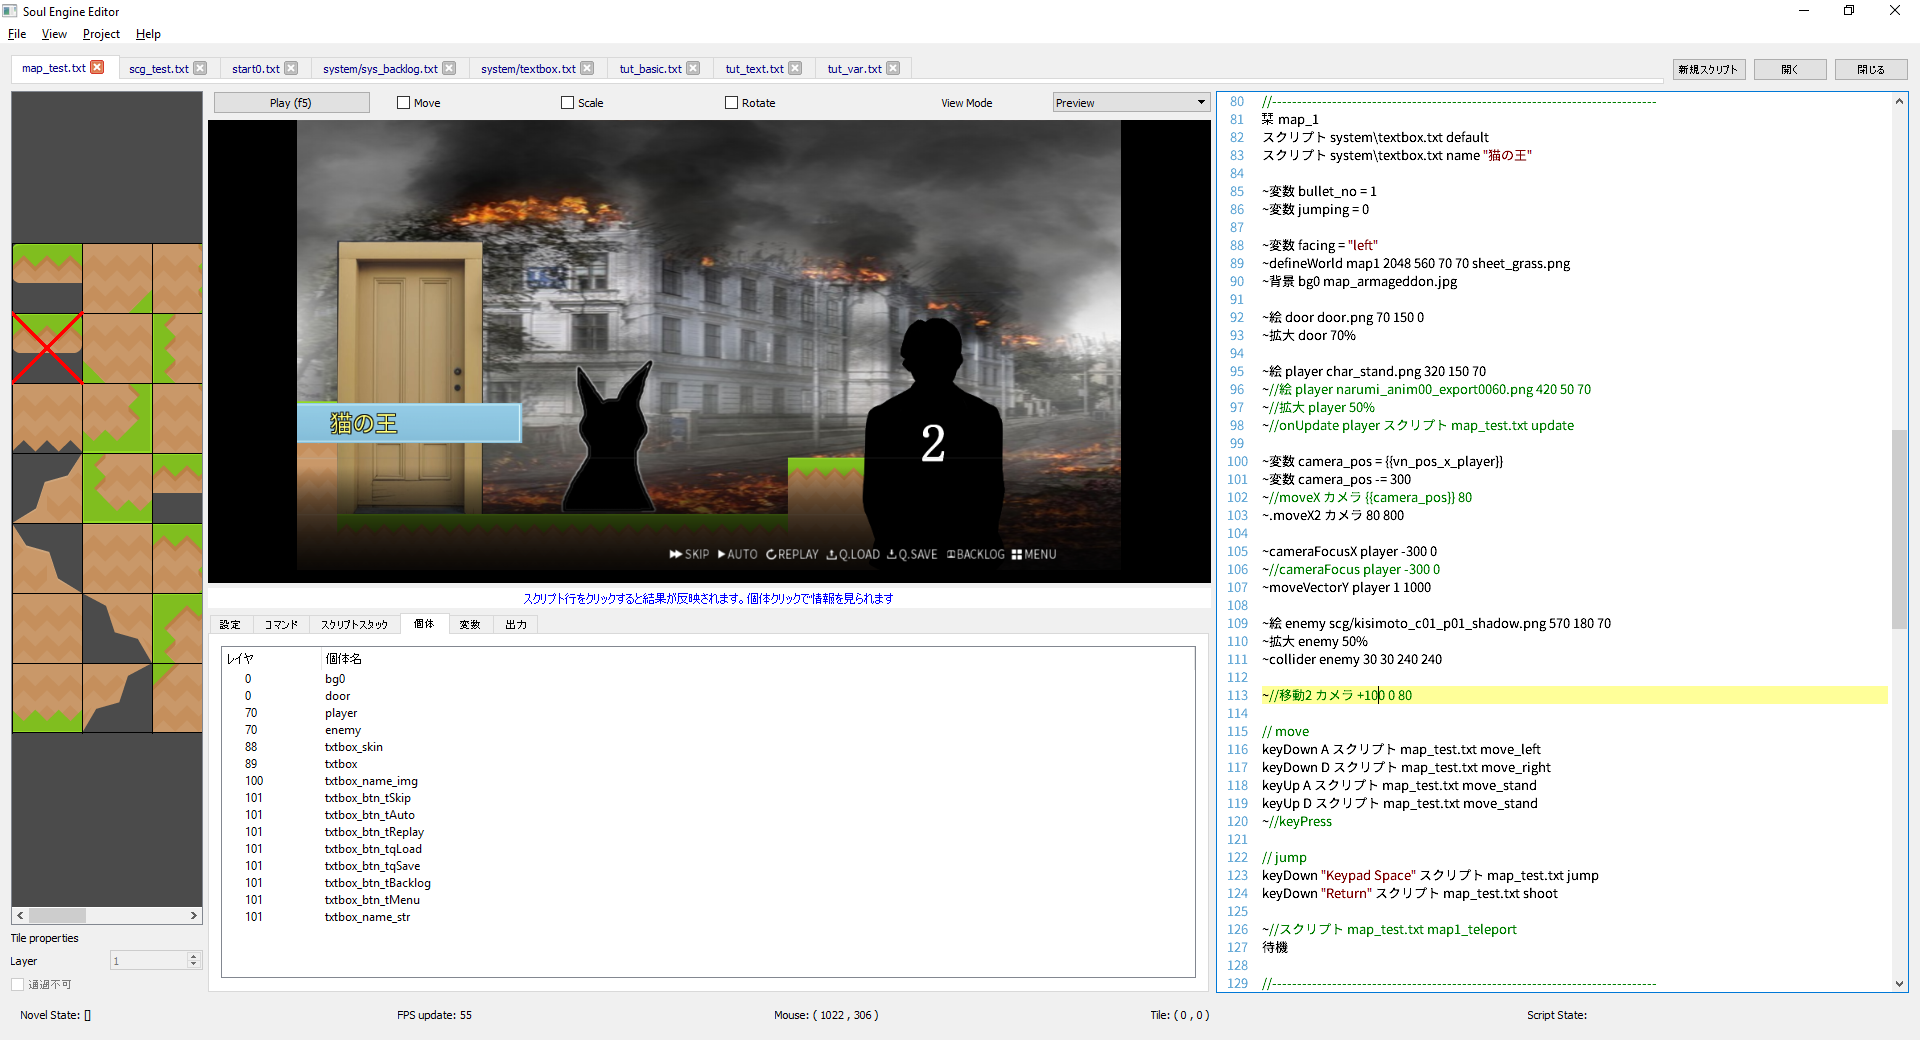 Soul Engine Editor
File View Project Help
map_test.txt scg_test.txt start0.txt system/sys_backlog.txt system/textbox.txt tut_basic.txt tut_text.txt tut_var.txt
新規スクリプト 開く 閉じる
Play (f5) Move Scale Rotate View Mode Preview
猫の王
2
SKIP AUTO REPLAY Q.LOAD Q.SAVE BACKLOG MENU
スクリプト行をクリックすると結果が反映されます。個体クリックで情報を見られます
設定 コマンド スクリプトスタック 個体 変数 出力
レイヤ 個体名
0 bg0
0 door
70 player
70 enemy
88 txtbox_skin
89 txtbox
100 txtbox_name_img
101 txtbox_btn_tSkip
101 txtbox_btn_tAuto
101 txtbox_btn_tReplay
101 txtbox_btn_tqLoad
101 txtbox_btn_tqSave
101 txtbox_btn_tBacklog
101 txtbox_btn_tMenu
101 txtbox_name_str
Tile properties
Layer 1
通過不可
80 //-----------------------------------------------------------------------------
81 栞 map_1
82 スクリプト system\textbox.txt default
83 スクリプト system\textbox.txt name "猫の王"
84
85 ~変数 bullet_no = 1
86 ~変数 jumping = 0
87
88 ~変数 facing = "left"
89 ~defineWorld map1 2048 560 70 70 sheet_grass.png
90 ~背景 bg0 map_armageddon.jpg
91
92 ~絵 door door.png 70 150 0
93 ~拡大 door 70%
94
95 ~絵 player char_stand.png 320 150 70
96 ~//絵 player narumi_anim00_export0060.png 420 50 70
97 ~//拡大 player 50%
98 ~//onUpdate player スクリプト map_test.txt update
99
100 ~変数 camera_pos = {{vn_pos_x_player}}
101 ~変数 camera_pos -= 300
102 ~//moveX カメラ {{camera_pos}} 80
103 ~.moveX2 カメラ 80 800
104
105 ~cameraFocusX player -300 0
106 ~//cameraFocus player -300 0
107 ~moveVectorY player 1 1000
108
109 ~絵 enemy scg/kisimoto_c01_p01_shadow.png 570 180 70
110 ~拡大 enemy 50%
111 ~collider enemy 30 30 240 240
112
113 ~//移動2 カメラ +100 0 80
114
115 // move
116 keyDown A スクリプト map_test.txt move_left
117 keyDown D スクリプト map_test.txt move_right
118 keyUp A スクリプト map_test.txt move_stand
119 keyUp D スクリプト map_test.txt move_stand
120 ~//keyPress
121
122 // jump
123 keyDown "Keypad Space" スクリプト map_test.txt jump
124 keyDown "Return" スクリプト map_test.txt shoot
125
126 ~//スクリプト map_test.txt map1_teleport
127 待機
128
129 //-----------------------------------------------------------------------------
Novel State: [] FPS update: 55 Mouse: ( 1022 , 306 ) Tile: ( 0 , 0 ) Script State: